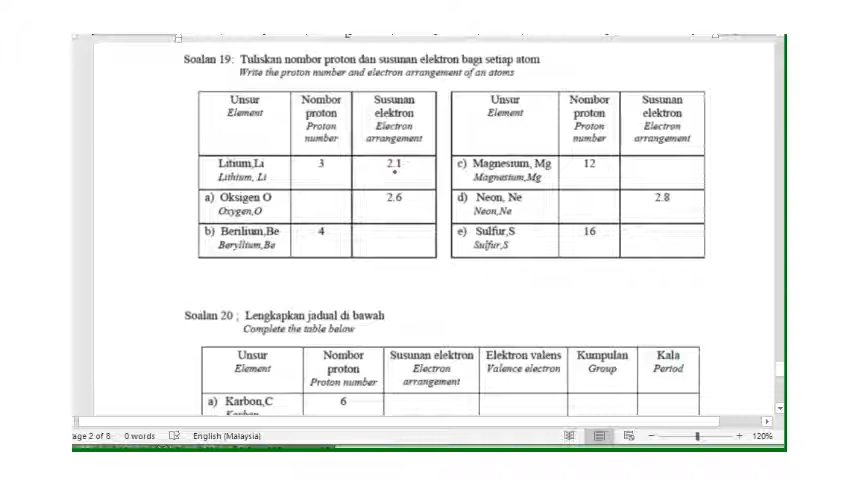 Soalan 19: Tuliskan nombor proton dan susunan elektron bagi setiap atom
Write the proton number and electron arrangement of an atoms
Unsur Nombor Susunan Unsur Nombor Susunan
Element proton elektron Element proton elektron
Proton Electron Proton Electron
number arrangement number arrangement
Litium,Li 3 2.1 c) Magnesium, Mg 12
Lithium, Li Magnesium,Mg
a) Oksigen O 2.6 d) Neon, Ne 2.8
Oxygen,O Neon,Ne
b) Berilium,Be 4 e) Sulfur,S 16
Beryllium,Be Sulfur,S
Soalan 20 ; Lengkapkan jadual di bawah
Complete the table below
Unsur Nombor Susunan elektron Elektron valens Kumpulan Kala
Element proton Electron Valence electron Group Period
Proton number arrangement
a) Karbon,C 6
age 2 of 8 0 words English (Malaysia) 120%